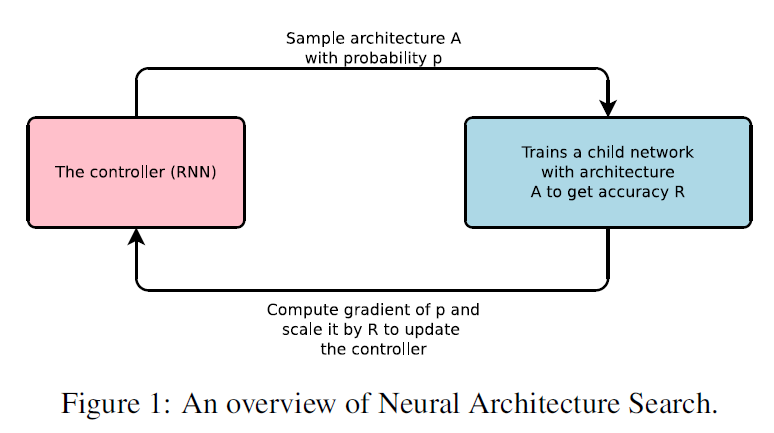 Sample architecture A
with probability p
The controller (RNN)
Trains a child network
with architecture
A to get accuracy R
Compute gradient of p and
scale it by R to update
the controller
Figure 1: An overview of Neural Architecture Search.